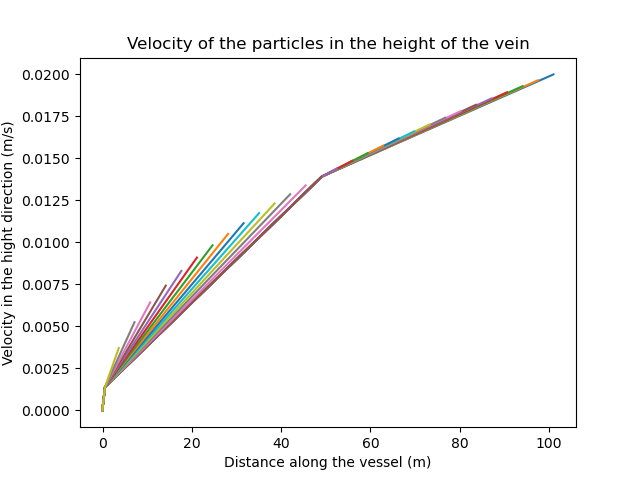 Velocity of the particles in the height of the vein
Velocity in the hight direction (m/s)
0.0200
0.0175
0.0150
0.0125
0.0100
0.0075
0.0050
0.0025
0.0000
0 20 40 60 80 100
Distance along the vessel (m)